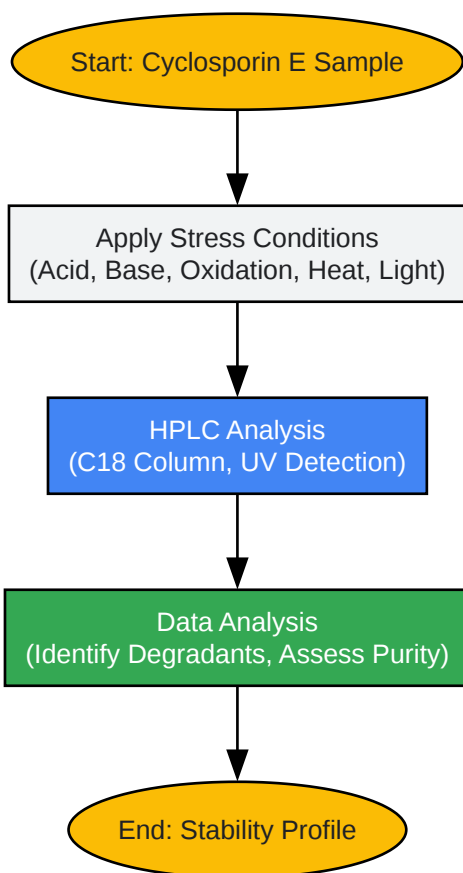 Start: Cyclosporin E Sample
Apply Stress Conditions
(Acid, Base, Oxidation, Heat, Light)
HPLC Analysis
(C18 Column, UV Detection)
Data Analysis
(Identify Degradants, Assess Purity)
End: Stability Profile